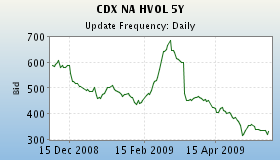 CDX NA HVOL 5Y
Update Frequency: Daily
700
600
500
400
300
Bid
15 Dec 2008
15 Feb 2009
15 Apr 2009